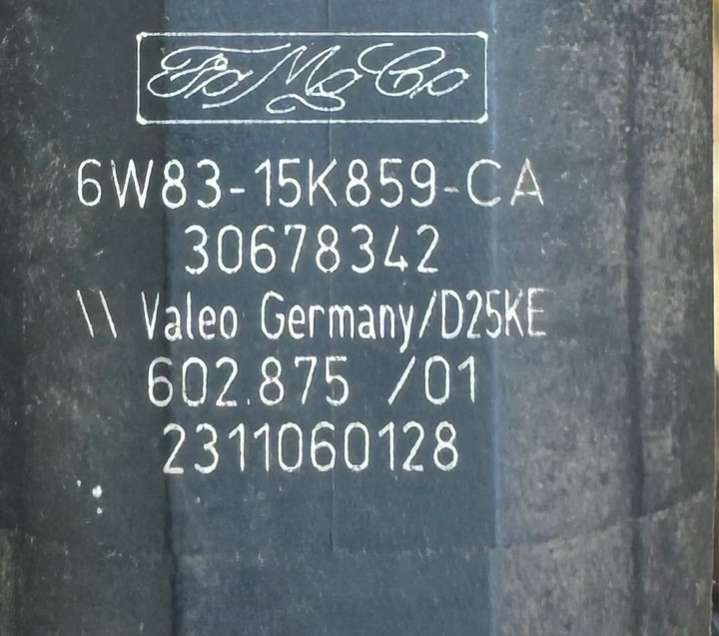 FoMoCo
6W83-15K859-CA
30678342
\\ Valeo Germany/D25KE
602.875 /01
2311060128